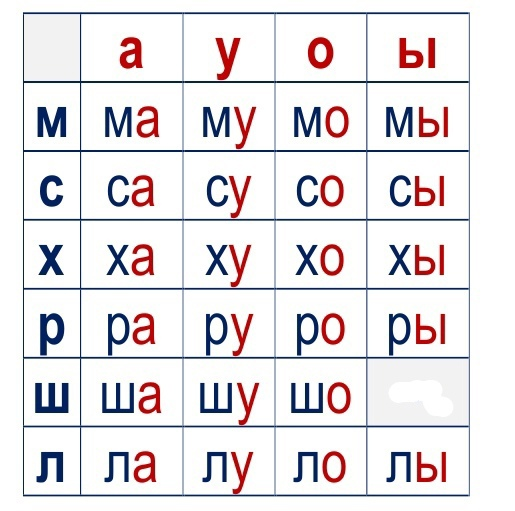 а у о ы
м ма му мо мы
с са су со сы
х ха ху хо хы
р ра ру ро ры
ш ша шу шо
л ла лу ло лы